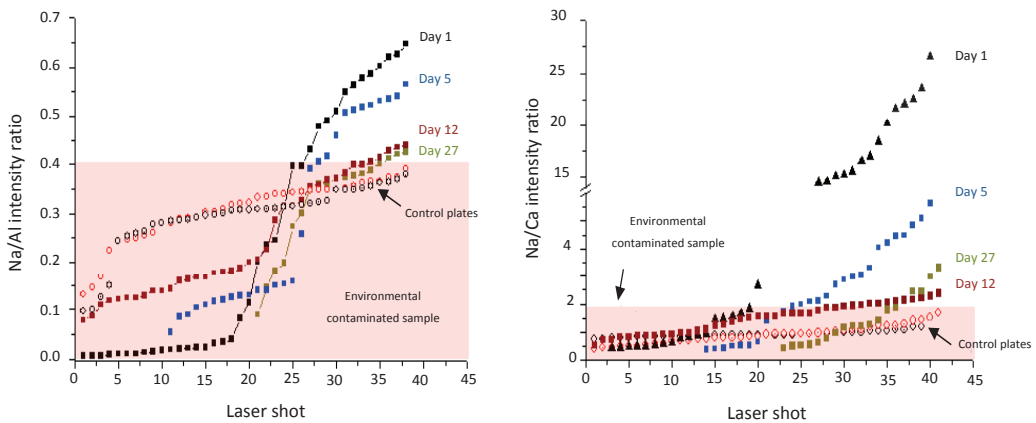 Na/Al intensity ratio
0.7
0.6
0.5
0.4
0.3
0.2
0.1
0.0
0
5
10
15
20
25
30
35
40
45
Laser shot
Day 1
Day 5
Day 12
Day 27
Control plates
Environmental
contaminated sample
Na/Ca intensity ratio
30
25
20
15
4
2
1
0
0
5
10
15
20
25
30
35
40
45
Laser shot
Day 1
Day 5
Day 27
Day 12
Environmental
contaminated sample
Control plates